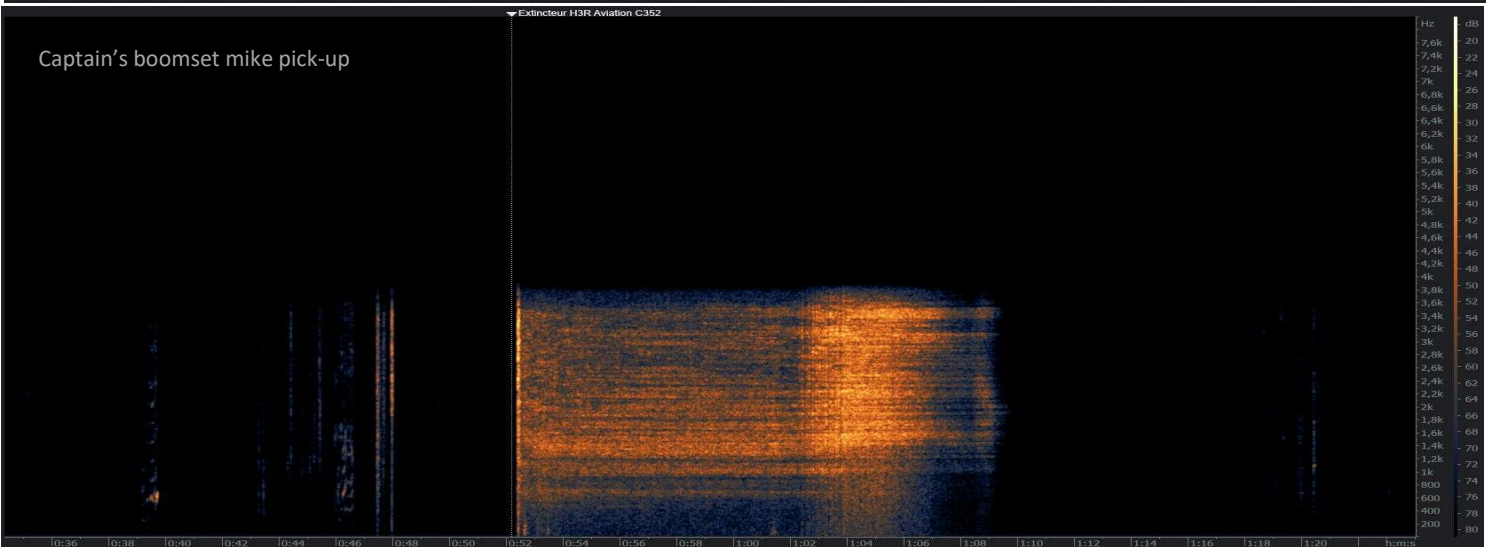 Extincteur H3R Aviation C352
Captain's boomset mike pick-up
Hz
7,6k
7,4k
7,2k
7k
6,8k
6,6k
6,4k
6,2k
6k
5,8k
5,6k
5,4k
5,2k
5k
4,8k
4,6k
4,4k
4,2k
4k
3,8k
3,6k
3,4k
3,2k
3k
2,8k
2,6k
2,4k
2,2k
2k
1,8k
1,6k
1,4k
1,2k
1k
800
600
400
200
dB
20
22
24
26
28
30
32
34
36
38
40
42
44
46
48
50
52
54
56
58
60
62
64
66
68
70
72
74
76
78
80
0:36 0:38 0:40 0:42 0:44 0:46 0:48 0:50 0:52 0:54 0:56 0:58 1:00 1:02 1:04 1:06 1:08 1:10 1:12 1:14 1:16 1:18 1:20 h:m:s